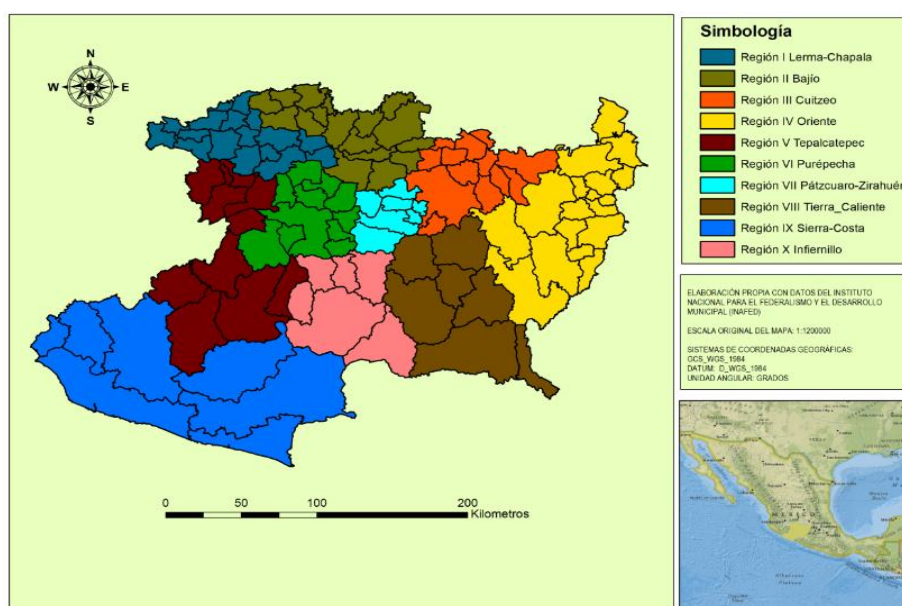 N
W E
S
0 50 100 200
Kilometros
Simbología
Región I Lerma-Chapala
Región II Bajío
Región III Cuitzeo
Región IV Oriente
Región V Tepalcatepec
Región VI Purépecha
Región VII Pátzcuaro-Zirahuén
Región VIII Tierra_Caliente
Región IX Sierra-Costa
Región X Infiernillo
ELABORACIÓN PROPIA CON DATOS DEL INSTITUTO
NACIONAL PARA EL FEDERALISMO Y EL DESARROLLO
MUNICIPAL (INAFED)
ESCALA ORIGINAL DEL MAPA: 1:1200000
SISTEMAS DE COORDENADAS GEOGRÁFICAS:
GCS_WGS_1984
DATUM: D_WGS_1984
UNIDAD ANGULAR: GRADOS